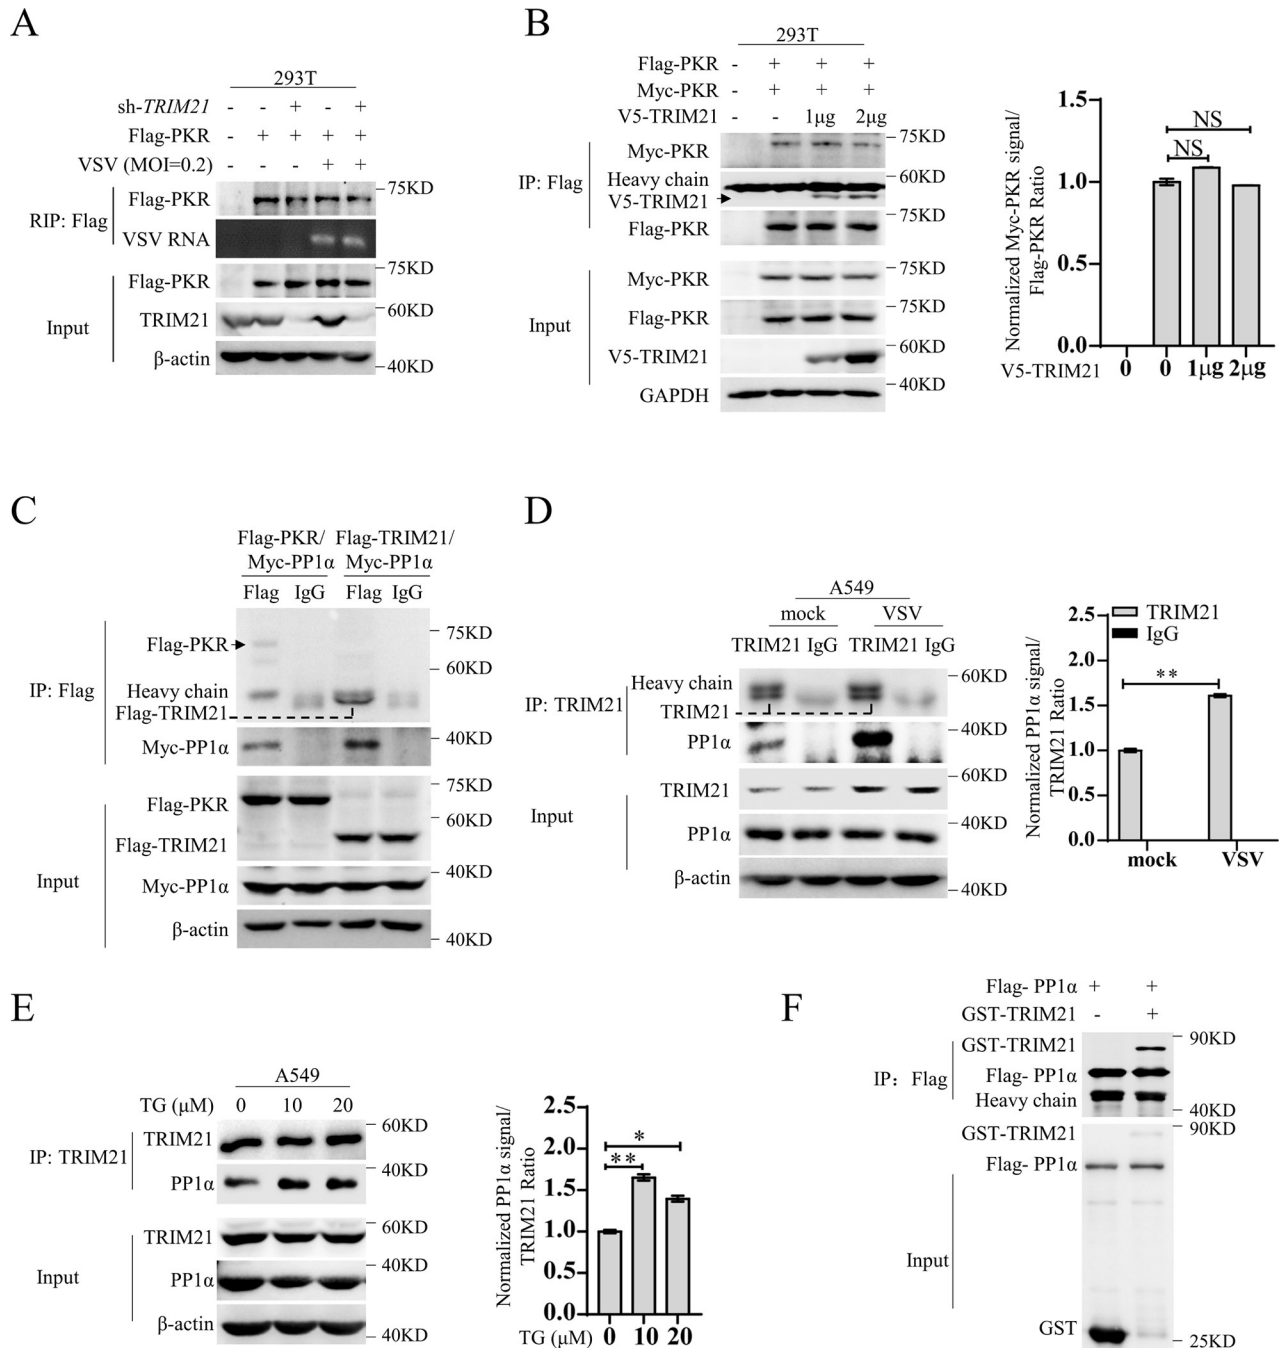 A
293T
sh-TRIM21 - - + - +
Flag-PKR - + + + +
VSV (MOI=0.2) - - - + +
RIP: Flag
Flag-PKR
75KD
VSV RNA
Input
Flag-PKR
75KD
TRIM21
60KD
β-actin
40KD
B
293T
Flag-PKR - + + +
Myc-PKR - + + +
V5-TRIM21 - - 1μg 2μg
IP: Flag
Myc-PKR
75KD
Heavy chain
60KD
V5-TRIM21
Flag-PKR
75KD
Input
Myc-PKR
75KD
Flag-PKR
75KD
V5-TRIM21
60KD
GAPDH
40KD
Normalized Myc-PKR signal/
Flag-PKR Ratio
1.5
1.0
0.5
0.0
NS
NS
V5-TRIM21 0 0 1μg 2μg
C
Flag-PKR/ Flag-TRIM21/
Myc-PP1α Myc-PP1α
Flag IgG Flag IgG
IP: Flag
75KD
Flag-PKR
60KD
Heavy chain
Flag-TRIM21
Myc-PP1α
40KD
Input
75KD
Flag-PKR
60KD
Flag-TRIM21
Myc-PP1α
40KD
β-actin
40KD
D
A549
mock VSV
TRIM21 IgG TRIM21 IgG
IP: TRIM21
Heavy chain
60KD
TRIM21
PP1α
40KD
Input
TRIM21
60KD
PP1α
40KD
β-actin
40KD
Normalized PP1α signal/
TRIM21 Ratio
2.5
2.0
1.5
1.0
0.5
0.0
TRIM21
IgG
**
mock VSV
E
A549
TG (μM) 0 10 20
IP: TRIM21
TRIM21
60KD
PP1α
40KD
Input
TRIM21
60KD
PP1α
40KD
β-actin
40KD
Normalized PP1α signal/
TRIM21 Ratio
2.5
2.0
1.5
1.0
0.5
0.0
*
**
TG (μM) 0 10 20
F
Flag- PP1α + +
GST-TRIM21 - +
IP: Flag
GST-TRIM21
90KD
Flag- PP1α
Heavy chain
40KD
GST-TRIM21
90KD
Flag- PP1α
Input
GST
25KD